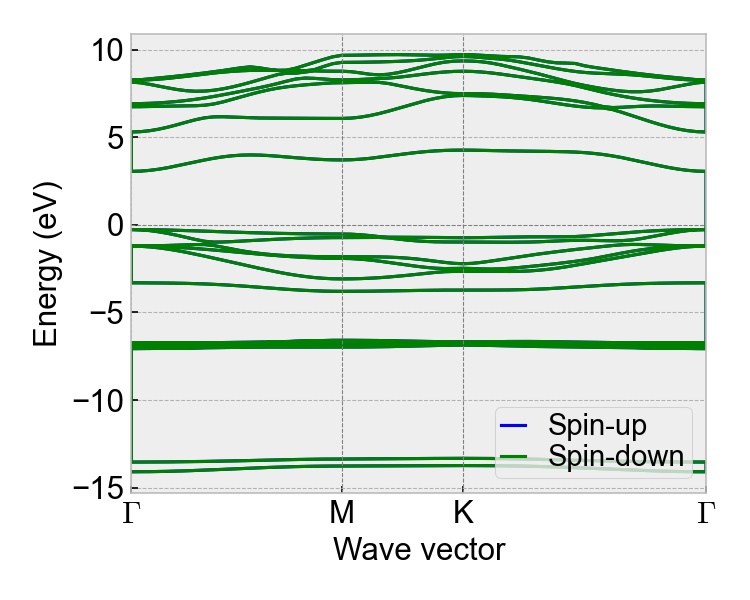 10
5
0
−5
−10
−15
Energy (eV)
Spin-up
Spin-down
Γ M K Γ
Wave vector